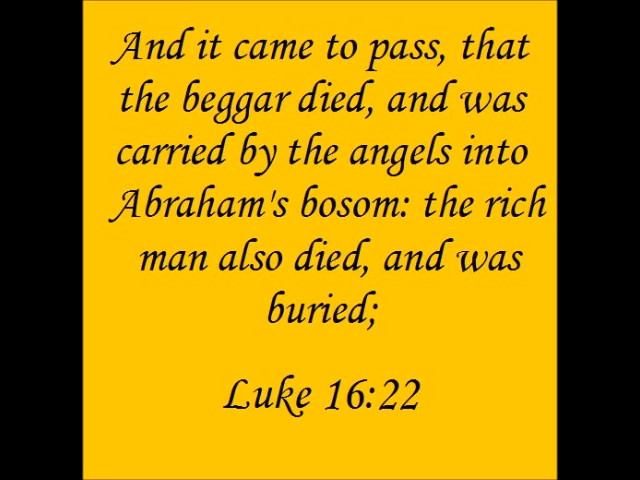 And it came to pass, that
the beggar died, and was
carried by the angels into
Abraham's bosom: the rich
man also died, and was
buried;
Luke 16:22